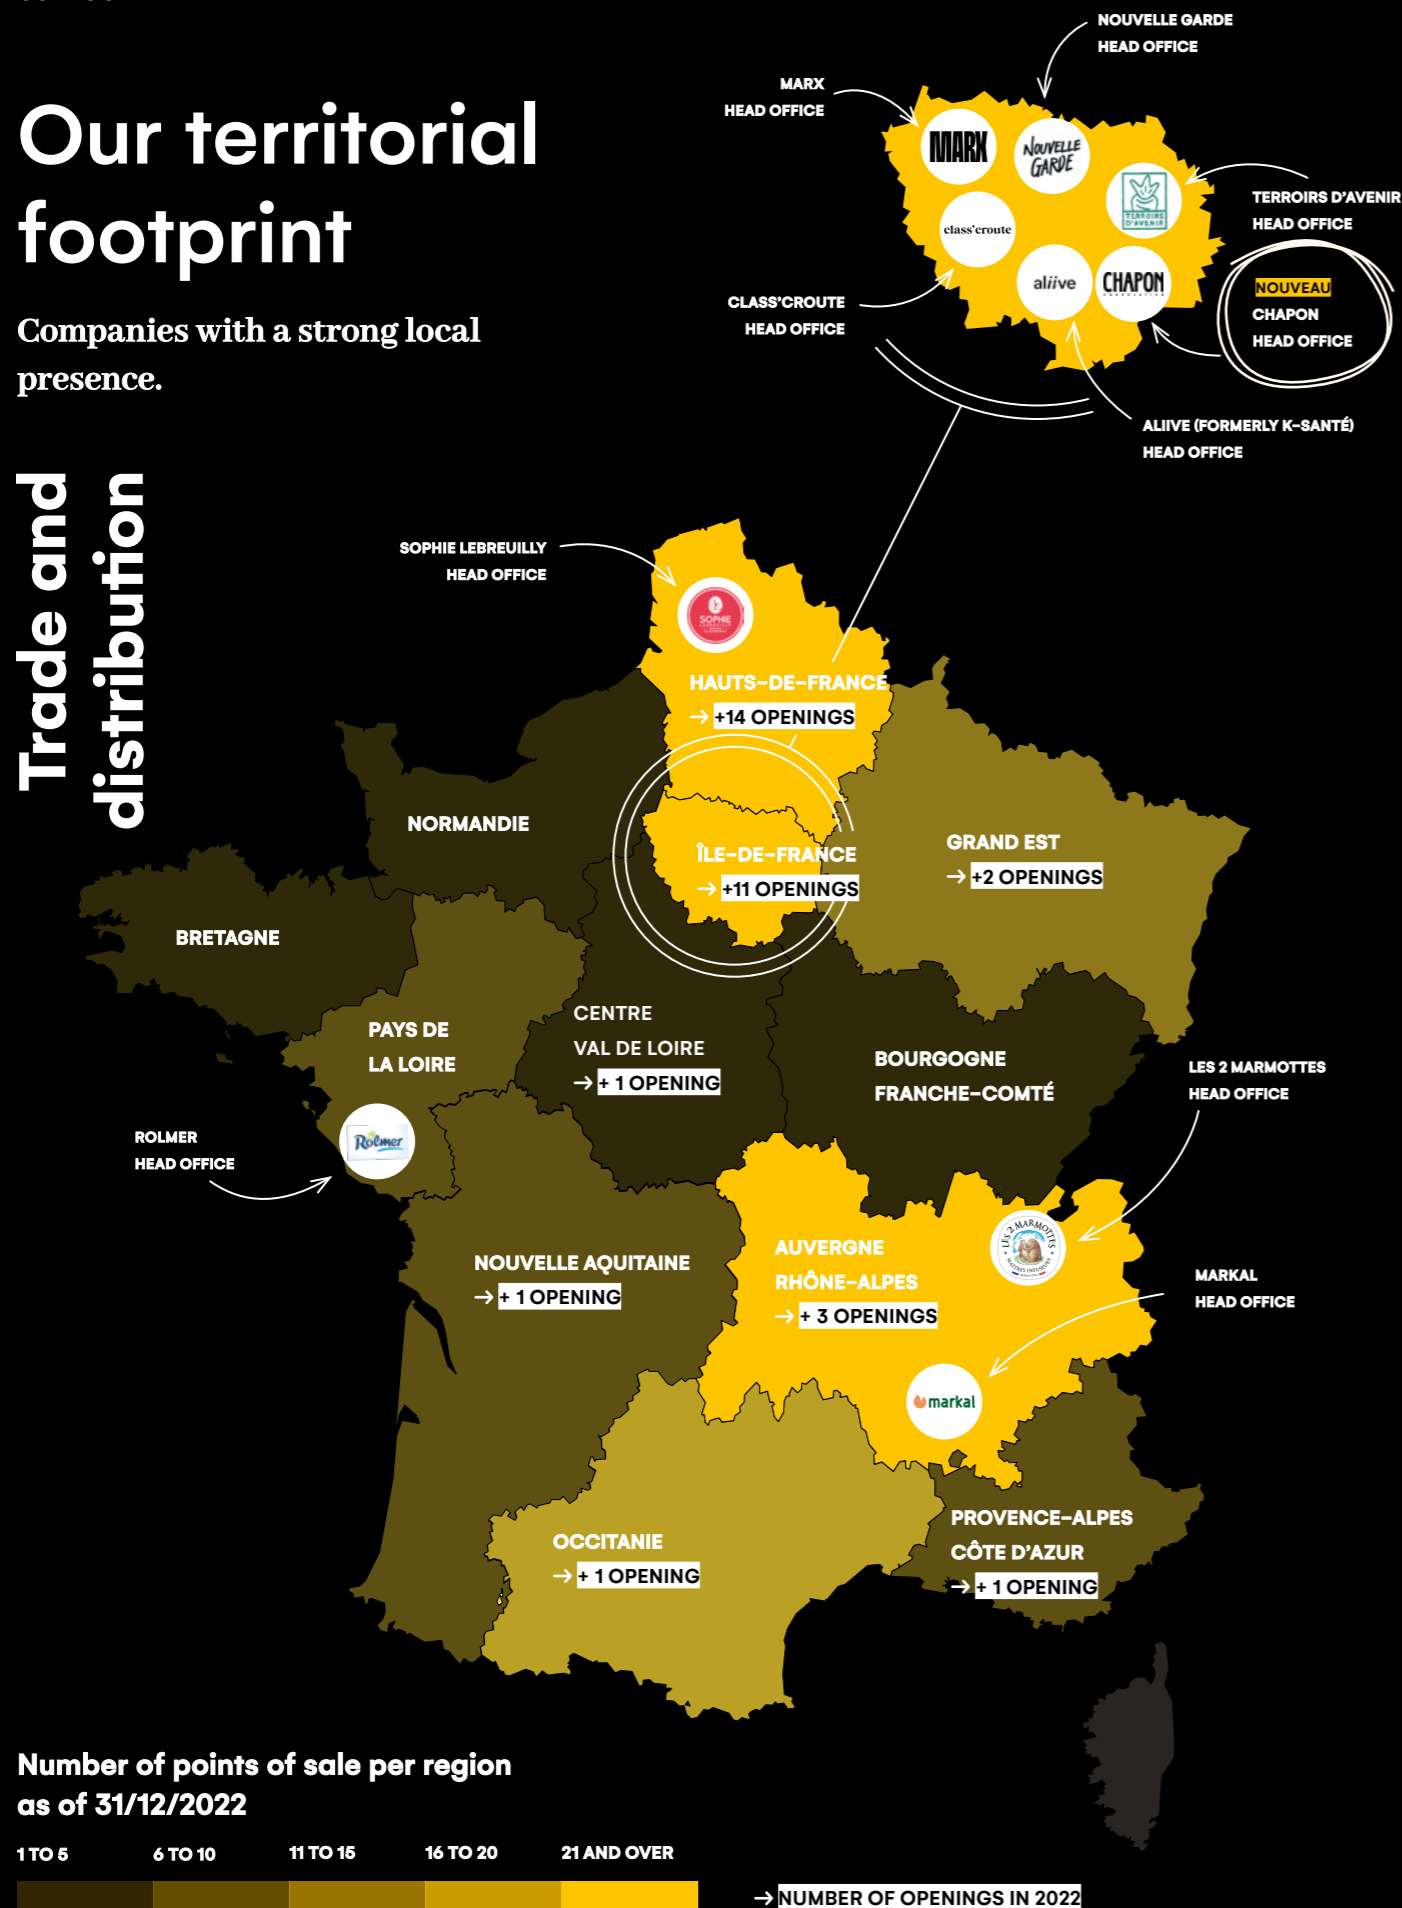 Our territorial
footprint
Companies with a strong local
presence.
Trade and
distribution
NOUVELLE GARDE
HEAD OFFICE
MARX
HEAD OFFICE
MARX
NOUVELLE
GARDE
TERROIRS
D'AVENIR
TERROIRS D'AVENIR
HEAD OFFICE
class'croute
aliive
CHAPON
NOUVEAU
CHAPON
HEAD OFFICE
CLASS'CROUTE
HEAD OFFICE
ALIIVE (FORMERLY K-SANTÉ)
HEAD OFFICE
SOPHIE LEBREUILLY
HEAD OFFICE
SOPHIE
LEBREUILLY
HAUTS-DE-FRANCE
→ +14 OPENINGS
NORMANDIE
ÎLE-DE-FRANCE
→ +11 OPENINGS
GRAND EST
→ +2 OPENINGS
BRETAGNE
PAYS DE
LA LOIRE
CENTRE
VAL DE LOIRE
→ + 1 OPENING
BOURGOGNE
FRANCHE-COMTÉ
LES 2 MARMOTTES
HEAD OFFICE
ROLMER
HEAD OFFICE
Rolmer
NOUVELLE AQUITAINE
→ + 1 OPENING
AUVERGNE
RHÔNE-ALPES
→ + 3 OPENINGS
LES 2 MARMOTTES
MARKAL
HEAD OFFICE
markal
OCCITANIE
→ + 1 OPENING
PROVENCE-ALPES
CÔTE D'AZUR
→ + 1 OPENING
Number of points of sale per region
as of 31/12/2022
1 TO 5
6 TO 10
11 TO 15
16 TO 20
21 AND OVER
→ NUMBER OF OPENINGS IN 2022